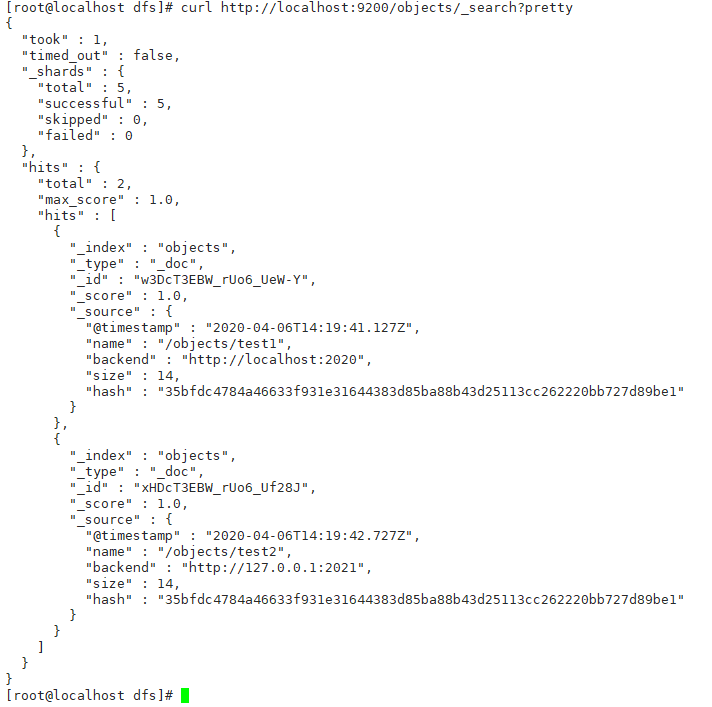 [root@localhost dfs]# curl http://localhost:9200/objects/_search?pretty
{
  "took" : 1,
  "timed_out" : false,
  "_shards" : {
    "total" : 5,
    "successful" : 5,
    "skipped" : 0,
    "failed" : 0
  },
  "hits" : {
    "total" : 2,
    "max_score" : 1.0,
    "hits" : [
      {
        "_index" : "objects",
        "_type" : "_doc",
        "_id" : "w3DcT3EBW_rUo6_UeW-Y",
        "_score" : 1.0,
        "_source" : {
          "@timestamp" : "2020-04-06T14:19:41.127Z",
          "name" : "/objects/test1",
          "backend" : "http://localhost:2020",
          "size" : 14,
          "hash" : "35bfdc4784a46633f931e31644383d85ba88b43d25113cc262220bb727d89be1"
        }
      },
      {
        "_index" : "objects",
        "_type" : "_doc",
        "_id" : "xHDcT3EBW_rUo6_Uf28J",
        "_score" : 1.0,
        "_source" : {
          "@timestamp" : "2020-04-06T14:19:42.727Z",
          "name" : "/objects/test2",
          "backend" : "http://127.0.0.1:2021",
          "size" : 14,
          "hash" : "35bfdc4784a46633f931e31644383d85ba88b43d25113cc262220bb727d89be1"
        }
      }
    ]
  }
}
[root@localhost dfs]#